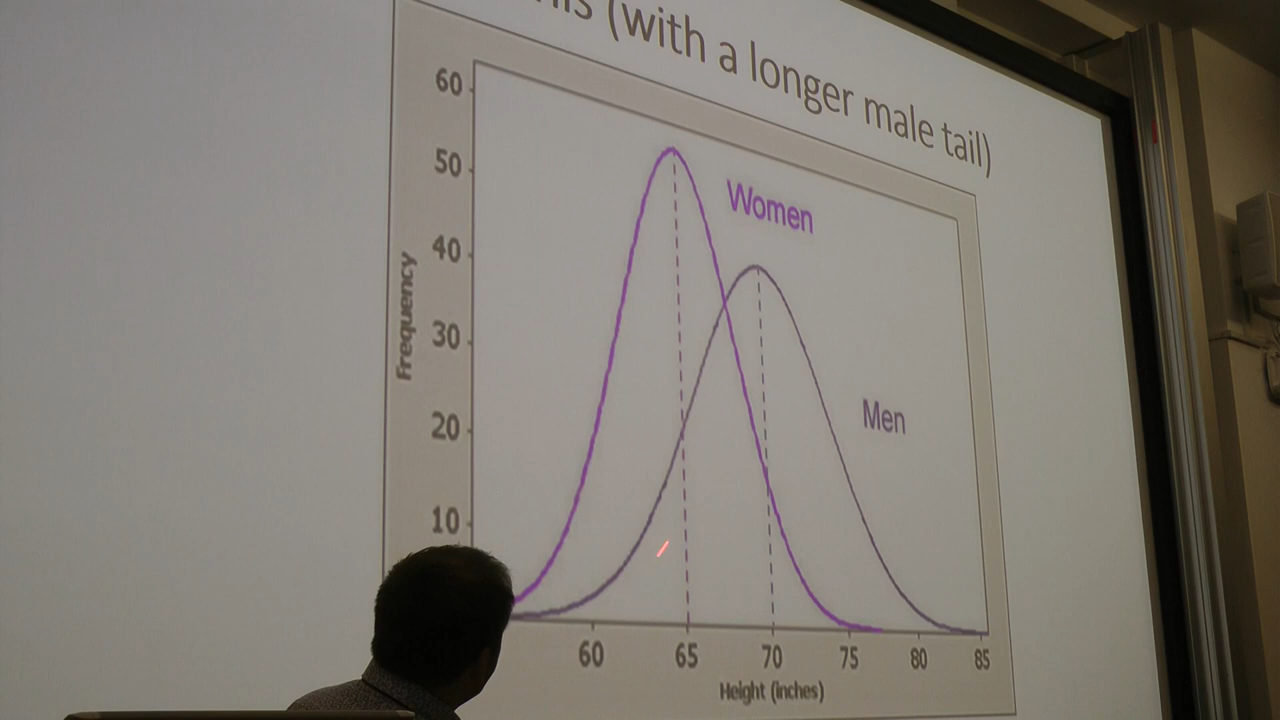 (with a longer male tail)
60
50
40
30
20
10
Frequency
Women
Men
60 65 70 75 80 85
Height (inches)